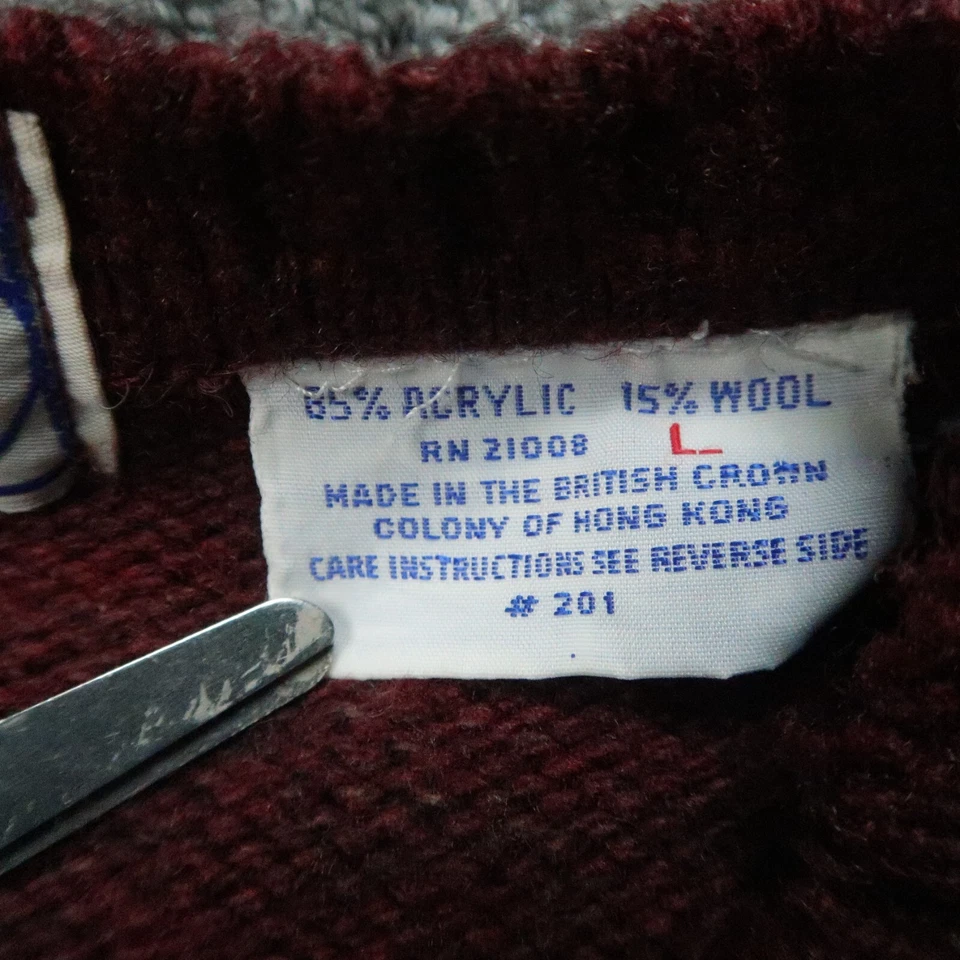 85% ACRYLIC 15% WOOL
RN 21008 L
MADE IN THE BRITISH CROWN
COLONY OF HONG KONG
CARE INSTRUCTIONS SEE REVERSE SIDE
# 201